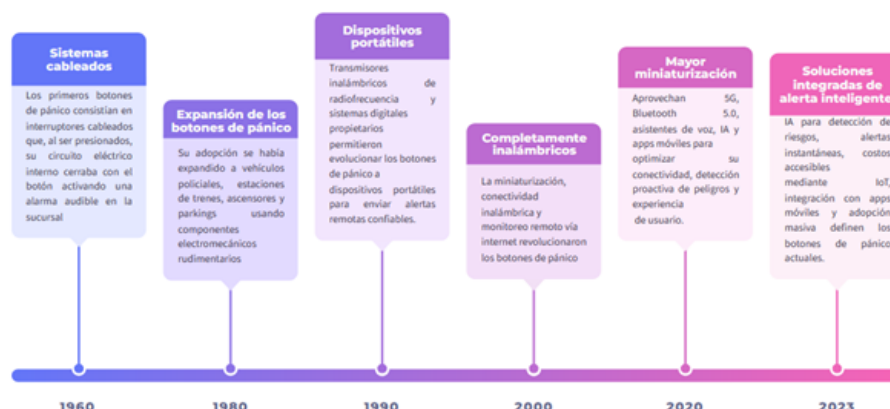 Sistemas
cableados
Los primeros botones
de pánico consistían en
interruptores cableados
que, al ser presionados,
su circuito eléctrico
interno cerraba con el
botón activando una
alarma audible en la
sucursal
Expansión de los
botones de pánico
Su adopción se había
expandido a vehículos
policiales, estaciones
de trenes, ascensores y
parkings usando
componentes
electromecánicos
rudimentarios
Dispositivos
portátiles
Transmisores
inalámbricos de
radiofrecuencia y
sistemas digitales
propietarios
permitieron
evolucionar los botones
de pánico a
dispositivos portátiles
para enviar alertas
remotas confiables.
Completamente
inalámbricos
La miniaturización,
conectividad
inalámbrica y
monitoreo remoto vía
internet revolucionaron
los botones de pánico
Mayor
miniaturización
Aprovechan 5G,
Bluetooth 5.0,
asistentes de voz, IA y
apps móviles para
optimizar su
conectividad, detección
proactiva de peligros y
experiencia
de usuario.
Soluciones
integradas de
alerta inteligente
IA para detección de
riesgos, alertas
instantáneas, costos
accesibles
mediante IoT,
integración con apps
móviles y adopción
masiva definen los
botones de pánico
actuales.
1960
1980
1990
2000
2020
2023